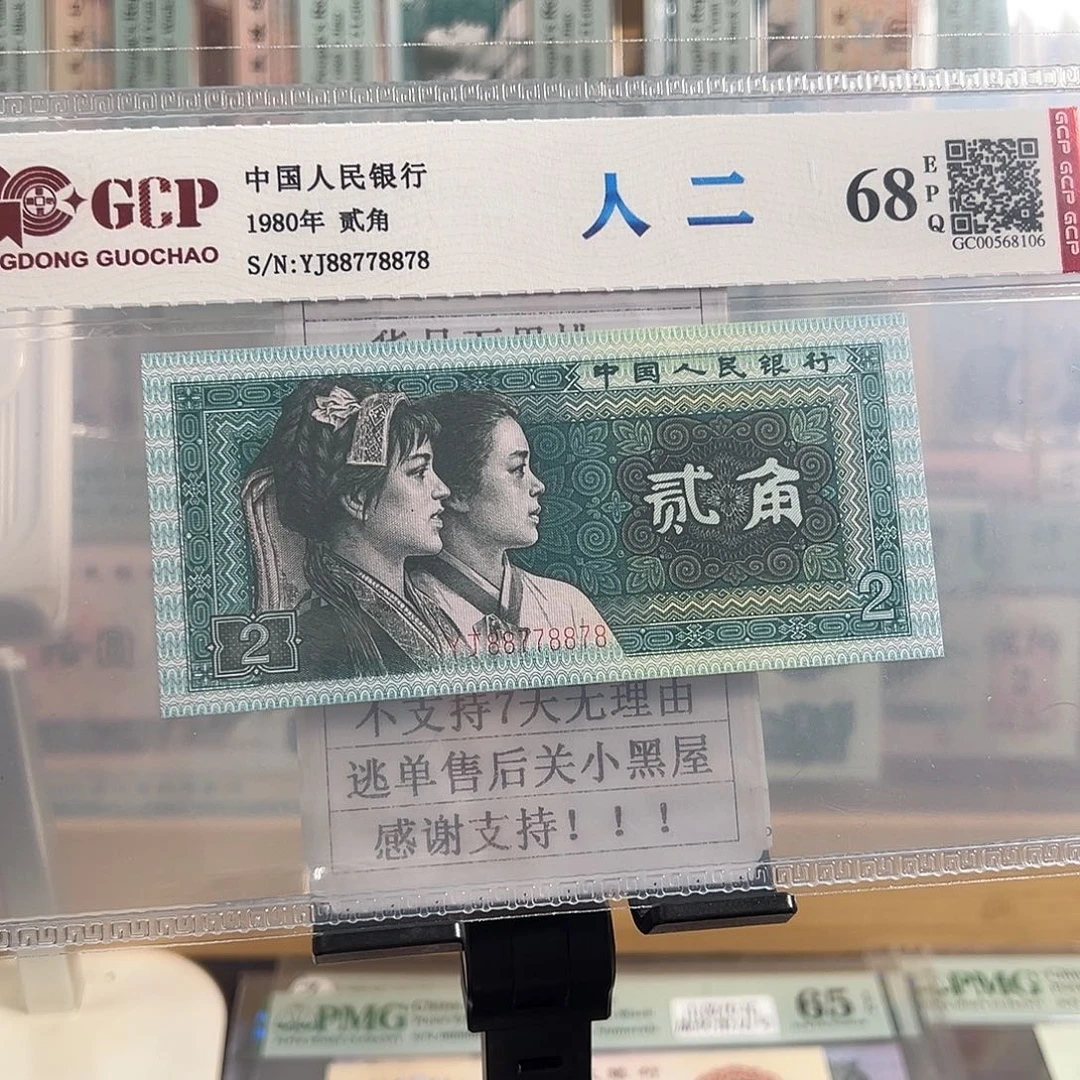 GCP
GDONG GUOCHAO
中国人民银行
1980年 贰角
S/N:YJ88778878
人 二
68
EPQ
GC00568106
GCP GCP GCP
中国人民银行
贰角
2
2
YJ88778878
不支持7天无理由
逃单售后关小黑屋
感谢支持！！！
PMG
65
PMG